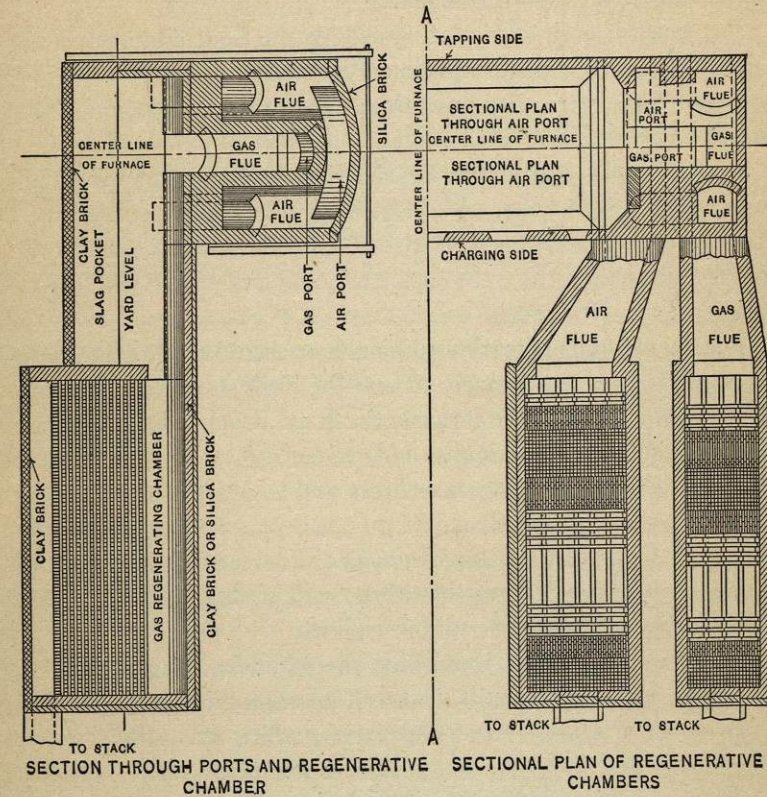 A
TAPPING SIDE
SILICA BRICK
AIR
FLUE
CENTER LINE
OF FURNACE
GAS
FLUE
AIR
FLUE
CLAY BRICK
SLAG POCKET
YARD LEVEL
GAS PORT
AIR PORT
CLAY BRICK
GAS REGENERATING CHAMBER
CLAY BRICK OR SILICA BRICK
TO STACK
SECTION THROUGH PORTS AND REGENERATIVE
CHAMBER
CENTER LINE OF FURNACE
SECTIONAL PLAN
THROUGH AIR PORT
CENTER LINE OF FURNACE
SECTIONAL PLAN
THROUGH AIR PORT
AIR
PORT
GAS PORT
AIR
FLUE
GAS
FLUE
AIR
FLUE
CHARGING SIDE
AIR
FLUE
GAS
FLUE
TO STACK
TO STACK
A
SECTIONAL PLAN OF REGENERATIVE
CHAMBERS